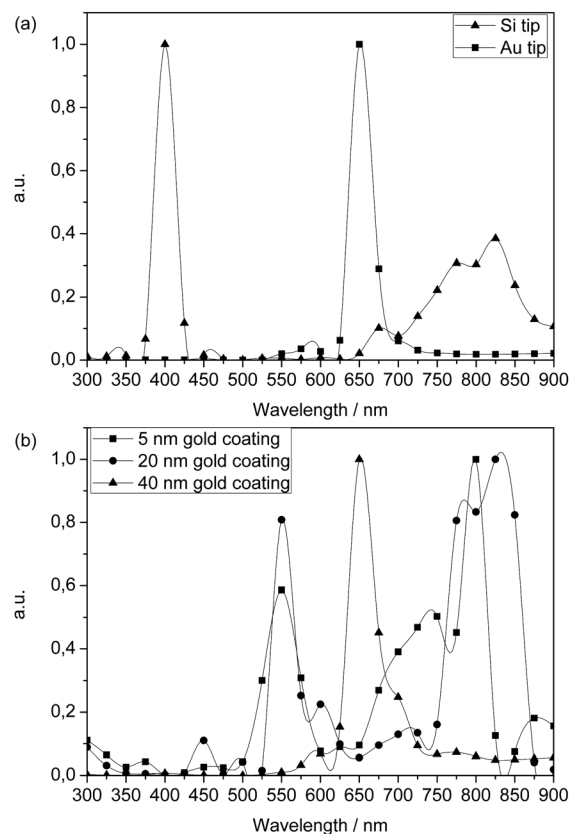 (a)
Si tip
Au tip
1,0
0,8
0,6
0,4
0,2
0,0
a.u.
300 350 400 450 500 550 600 650 700 750 800 850 900
Wavelength / nm
(b)
5 nm gold coating
20 nm gold coating
40 nm gold coating
1,0
0,8
0,6
0,4
0,2
0,0
a.u.
300 350 400 450 500 550 600 650 700 750 800 850 900
Wavelength / nm